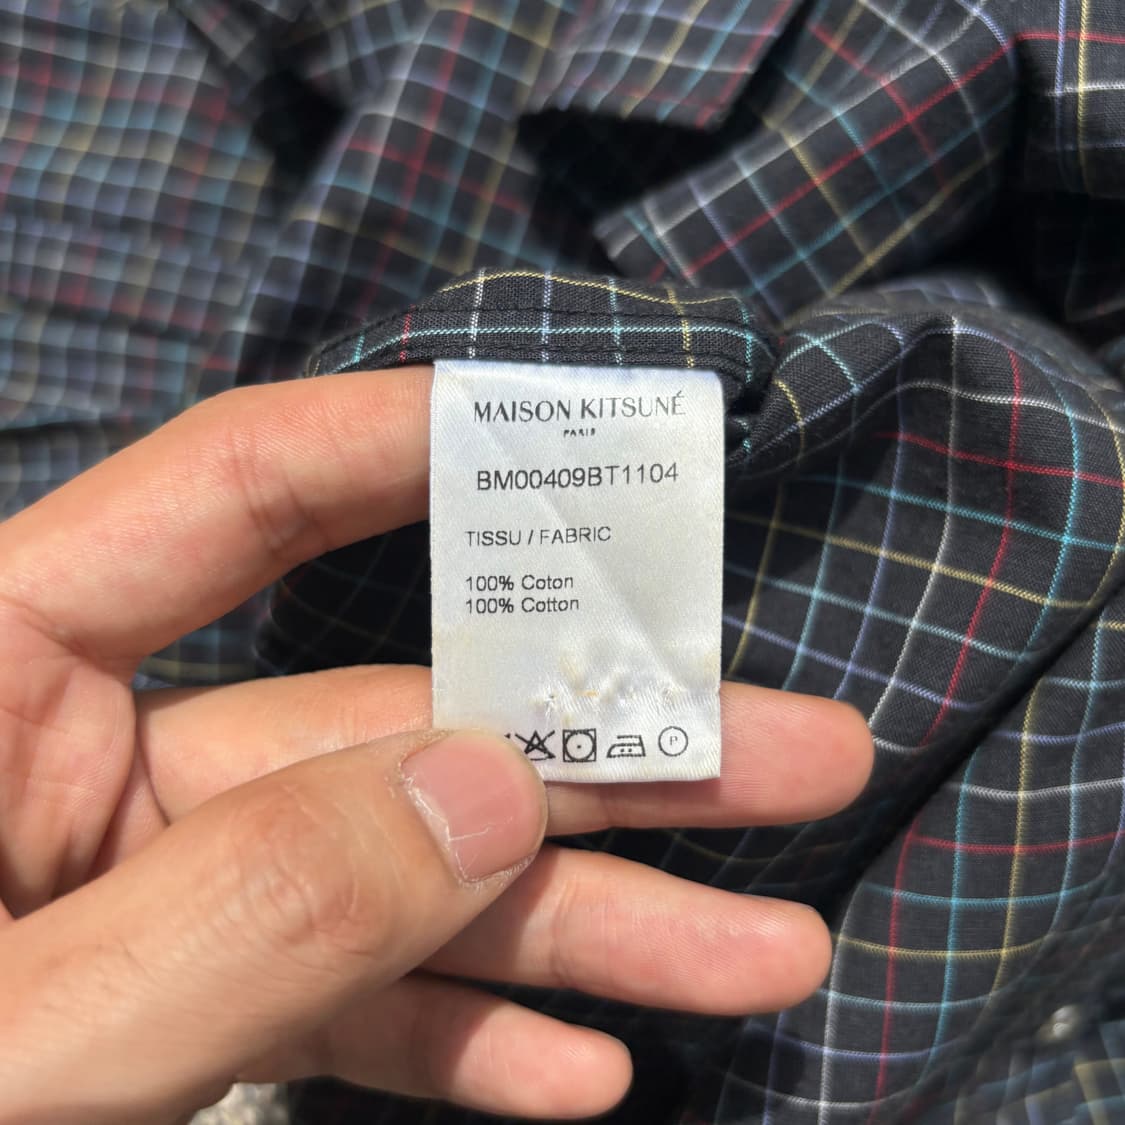 MAISON KITSUNÉ
PARIS
BM00409BT1104
TISSU / FABRIC
100% Coton
100% Cotton
P